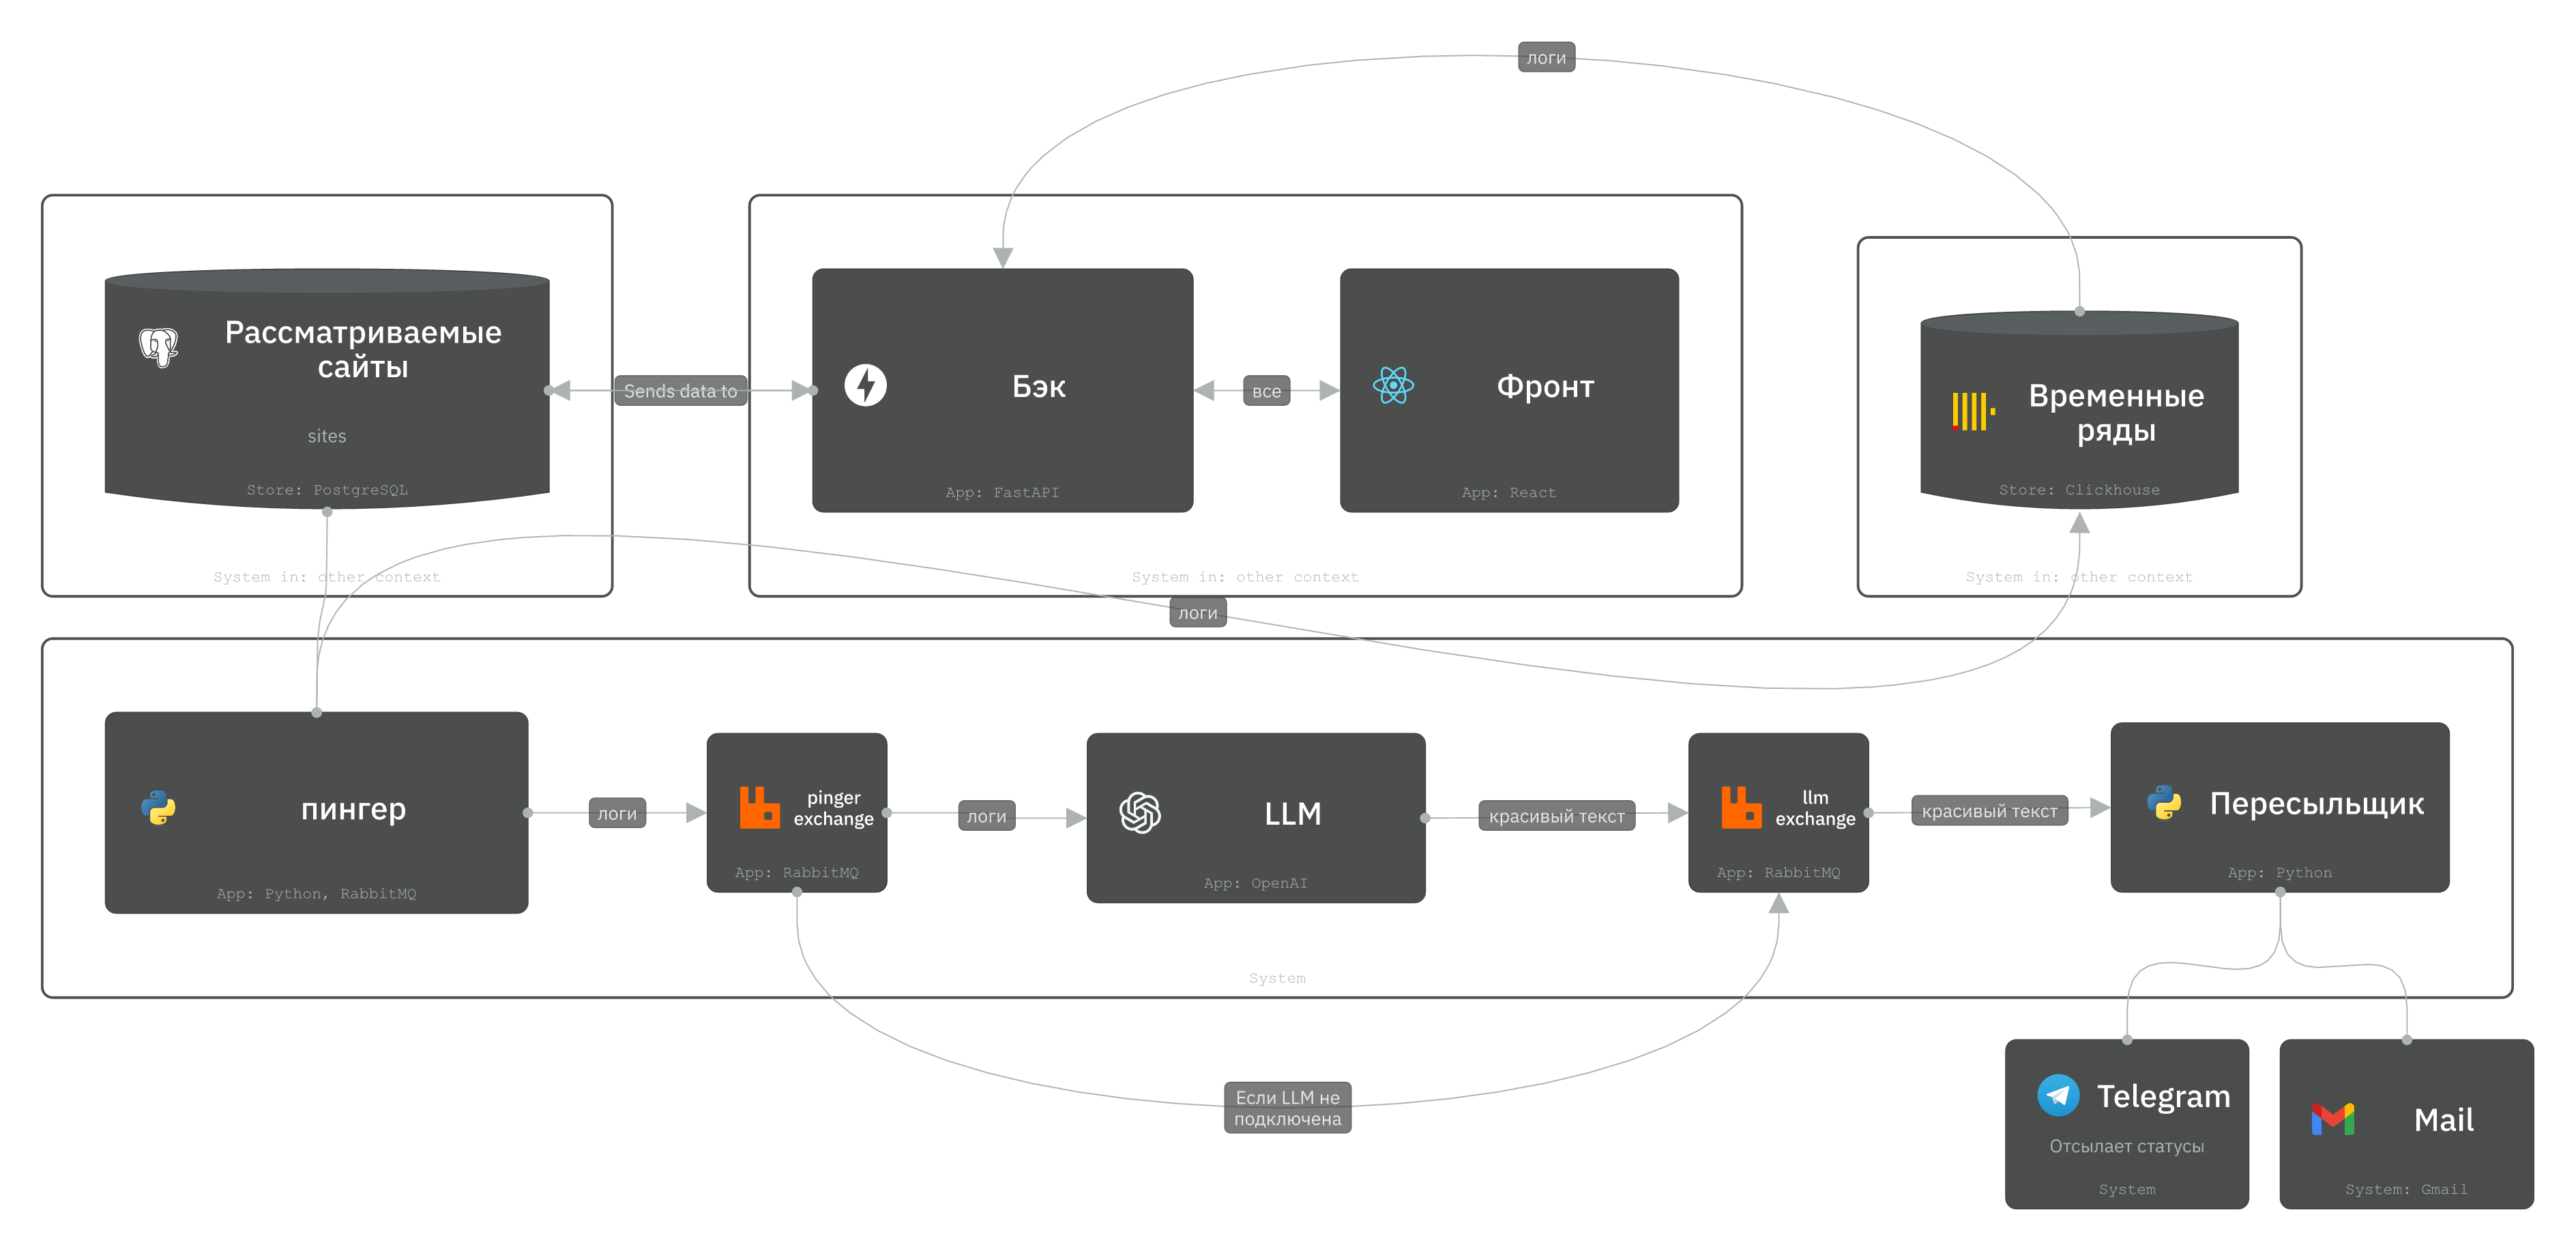 логи
Рассматриваемые
сайты
sites
Store: PostgreSQL
System in: other context
Sends data to
Бэк
App: FastAPI
все
Фронт
App: React
System in: other context
Временные
ряды
Store: Clickhouse
System in: other context
логи
пингер
App: Python, RabbitMQ
логи
pinger
exchange
App: RabbitMQ
логи
LLM
App: OpenAI
красивый текст
llm
exchange
App: RabbitMQ
красивый текст
Пересыльщик
App: Python
System
Если LLM не
подключена
Telegram
Отсылает статусы
System
Mail
System: Gmail